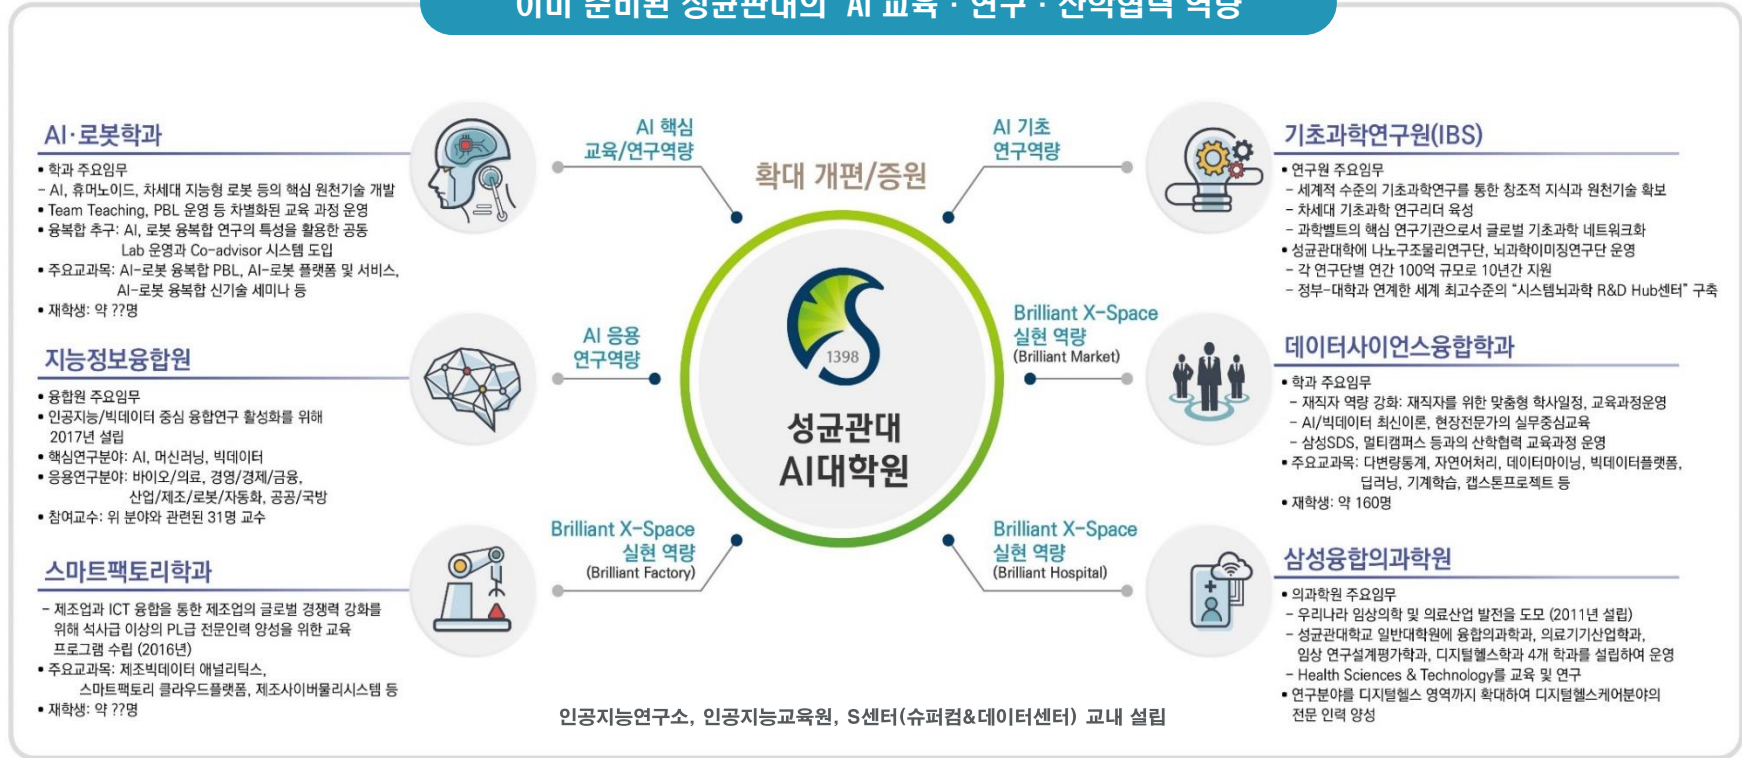 이미 준비된 성균관대의 AI 교육·연구·산학협력 역량
AI·로봇학과
• 학과 주요임무
- AI, 휴머노이드, 차세대 지능형 로봇 등의 핵심 원천기술 개발
• Team Teaching, PBL 운영 등 차별화된 교육 과정 운영
• 융복합 추구: AI, 로봇 융복합 연구의 특성을 활용한 공동
Lab 운영과 Co-advisor 시스템 도입
• 주요교과목: AI-로봇 융복합 PBL, AI-로봇 플랫폼 및 서비스,
AI-로봇 융복합 신기술 세미나 등
• 재학생: 약 ??명
지능정보융합원
• 융합원 주요임무
• 인공지능/빅데이터 중심 융합연구 활성화를 위해
2017년 설립
• 핵심연구분야: AI, 머신러닝, 빅데이터
• 응용연구분야: 바이오/의료, 경영/경제/금융,
산업/제조/로봇/자동화, 공공/국방
• 참여교수: 위 분야와 관련된 31명 교수
스마트팩토리학과
- 제조업과 ICT 융합을 통한 제조업의 글로벌 경쟁력 강화를
위해 석사급 이상의 PL급 전문인력 양성을 위한 교육
프로그램 수립 (2016년)
• 주요교과목: 제조빅데이터 애널리틱스,
스마트팩토리 클라우드플랫폼, 제조사이버물리시스템 등
• 재학생: 약 ??명
AI 핵심
교육/연구역량
AI 응용
연구역량
Brilliant X-Space
실현 역량
(Brilliant Factory)
확대 개편/증원
1398
성균관대
AI대학원
인공지능연구소, 인공지능교육원, S센터(슈퍼컴&데이터센터) 교내 설립
AI 기초
연구역량
Brilliant X-Space
실현 역량
(Brilliant Market)
Brilliant X-Space
실현 역량
(Brilliant Hospital)
기초과학연구원(IBS)
• 연구원 주요임무
- 세계적 수준의 기초과학연구를 통한 창조적 지식과 원천기술 확보
- 차세대 기초과학 연구리더 육성
- 과학벨트의 핵심 연구기관으로서 글로벌 기초과학 네트워크화
• 성균관대학에 나노구조물리연구단, 뇌과학이미징연구단 운영
- 각 연구단별 연간 100억 규모로 10년간 지원
- 정부-대학과 연계한 세계 최고수준의 “시스템뇌과학 R&D Hub센터” 구축
데이터사이언스융합학과
• 학과 주요임무
- 재직자 역량 강화: 재직자를 위한 맞춤형 학사일정, 교육과정운영
- AI/빅데이터 최신이론, 현장전문가의 실무중심교육
- 삼성SDS, 멀티캠퍼스 등과의 산학협력 교육과정 운영
• 주요교과목: 다변량통계, 자연어처리, 데이터마이닝, 빅데이터플랫폼,
딥러닝, 기계학습, 캡스톤프로젝트 등
• 재학생: 약 160명
삼성융합의과학원
• 의과학원 주요임무
- 우리나라 임상의학 및 의료산업 발전을 도모 (2011년 설립)
- 성균관대학교 일반대학원에 융합의과학과, 의료기기산업학과,
임상 연구설계평가학과, 디지털헬스학과 4개 학과를 설립하여 운영
- Health Sciences & Technology를 교육 및 연구
• 연구분야를 디지털헬스 영역까지 확대하여 디지털헬스케어분야의
전문 인력 양성